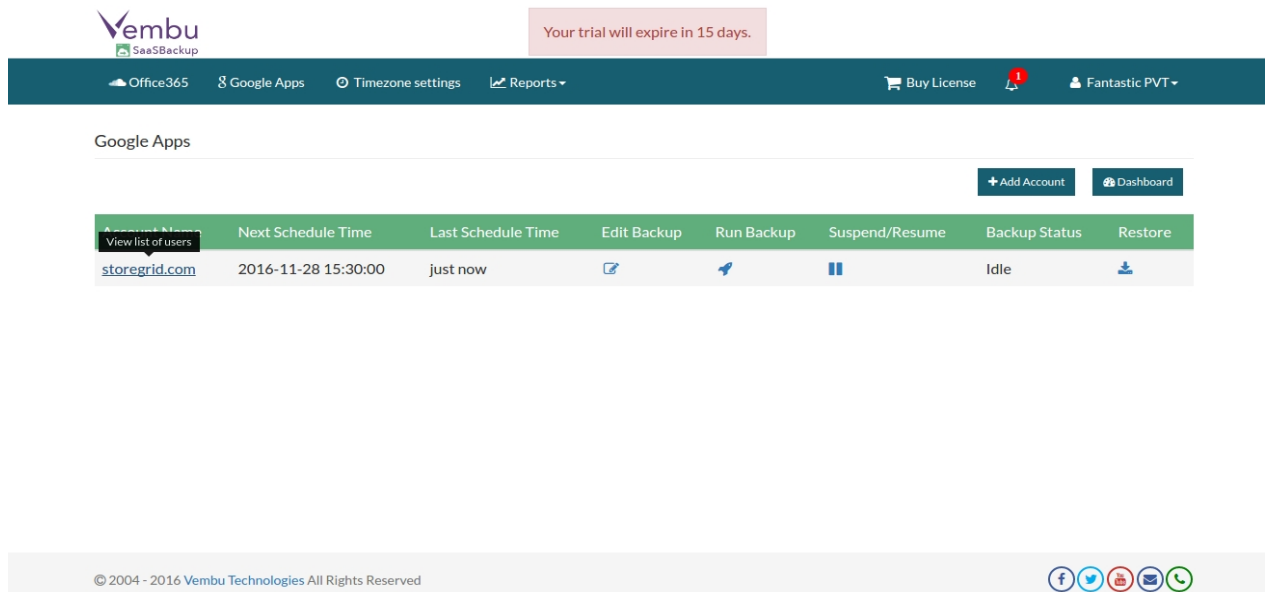 Vembu
SaaSBackup
Your trial will expire in 15 days.
Office365 Google Apps Timezone settings Reports Buy License 1 Fantastic PVT
Google Apps
Add Account Dashboard
Account Name Next Schedule Time Last Schedule Time Edit Backup Run Backup Suspend/Resume Backup Status Restore
View list of users
storegrid.com 2016-11-28 15:30:00 just now Idle
© 2004 - 2016 Vembu Technologies All Rights Reserved